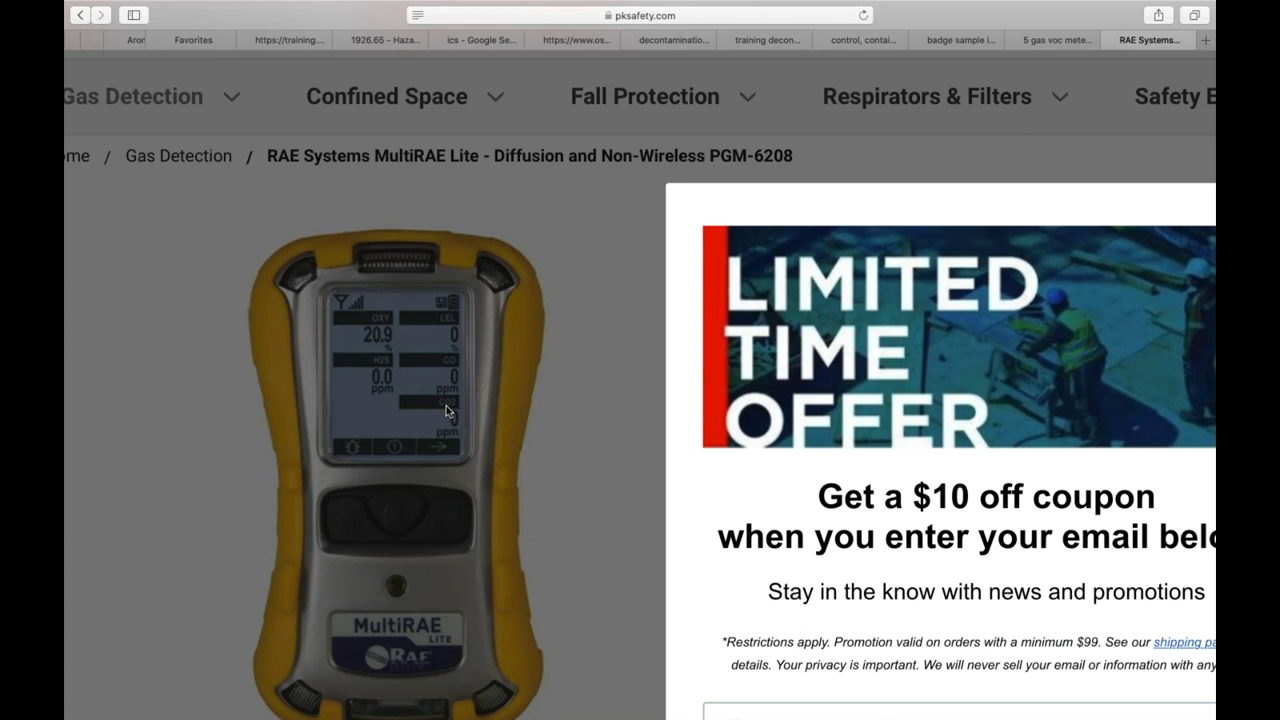 pksafety.com
Favorites
https://training....
1926.65 - Haza...
ics - Google Se...
https://www.os...
decontaminatio...
training decon...
control, contai...
badge sample i...
5 gas voc mete...
RAE Systems...
Gas Detection
Confined Space
Fall Protection
Respirators & Filters
Safety E
ome / Gas Detection / RAE Systems MultiRAE Lite - Diffusion and Non-Wireless PGM-6208
OXY LEL
20.9 0
% %
H2S CO
0.0 0
ppm ppm
CO2
ppm
MultiRAE
LITE
RAE
LIMITED
TIME
OFFER
Get a $10 off coupon
when you enter your email belo
Stay in the know with news and promotions
*Restrictions apply. Promotion valid on orders with a minimum $99. See our shipping pa
details. Your privacy is important. We will never sell your email or information with any